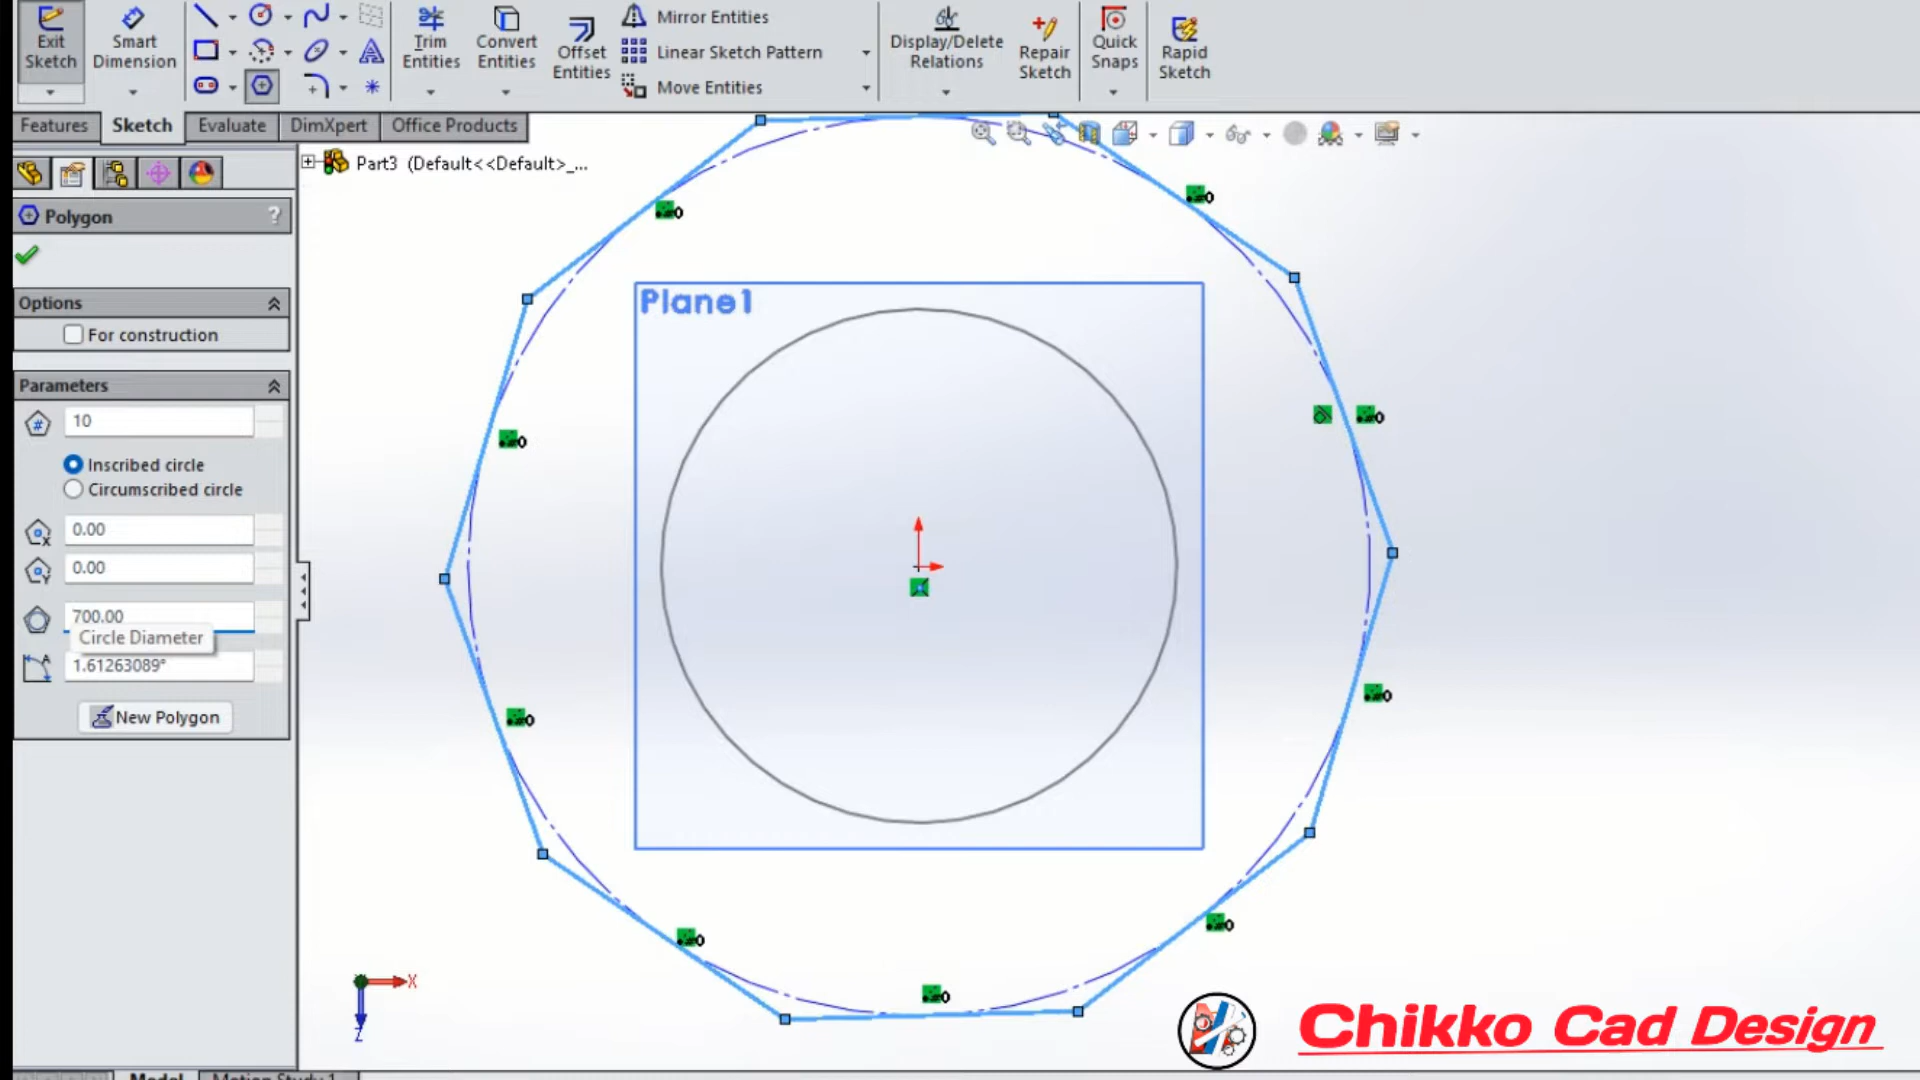 Exit Sketch
Smart Dimension
Trim Entities
Convert Entities
Offset Entities
Mirror Entities
Linear Sketch Pattern
Move Entities
Display/Delete Relations
Repair Sketch
Quick Snaps
Rapid Sketch
Features
Sketch
Evaluate
DimXpert
Office Products
Part3 (Default<<Default>_...
Polygon
?
Options
For construction
Parameters
10
Inscribed circle
Circumscribed circle
0.00
0.00
700.00
Circle Diameter
1.61263089°
New Polygon
Plane1
X
Z
Chikko Cad Design
Model
Motion Study 1